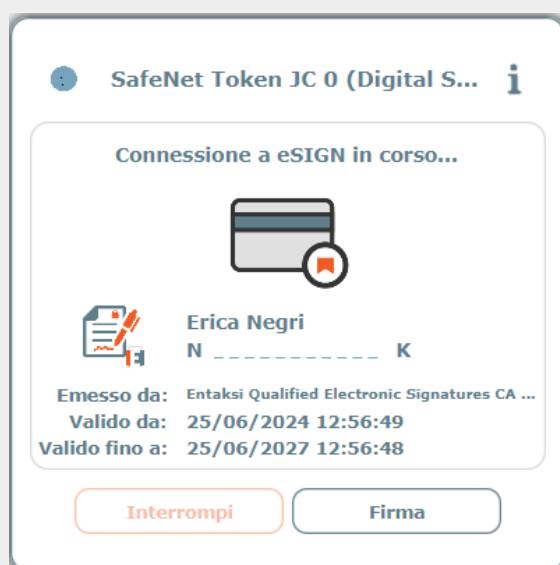 SafeNet Token JC 0 (Digital S...
Connessione a eSIGN in corso...
Erica Negri
N _ _ _ _ _ _ _ _ _ _ _ K
Emesso da: Entaksi Qualified Electronic Signatures CA ...
Valido da: 25/06/2024 12:56:49
Valido fino a: 25/06/2027 12:56:48
Interrompi Firma